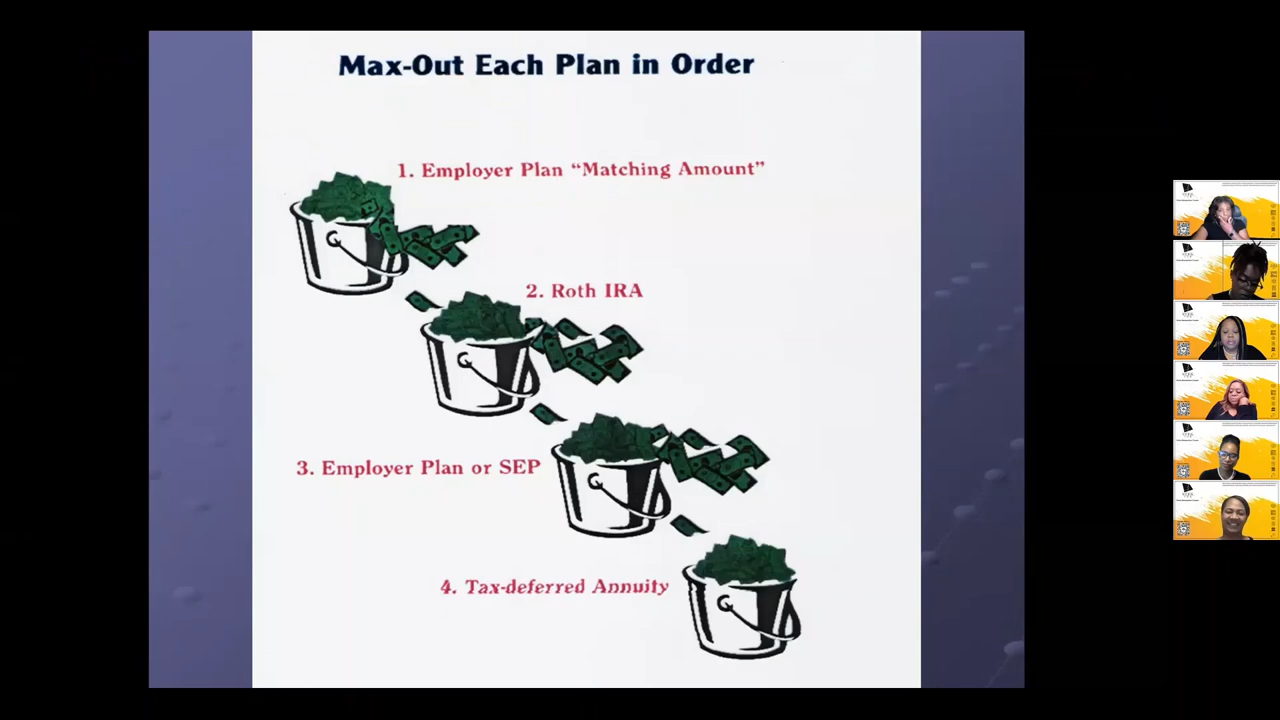 Max-Out Each Plan in Order
1. Employer Plan “Matching Amount”
2. Roth IRA
3. Employer Plan or SEP
4. Tax-deferred Annuity